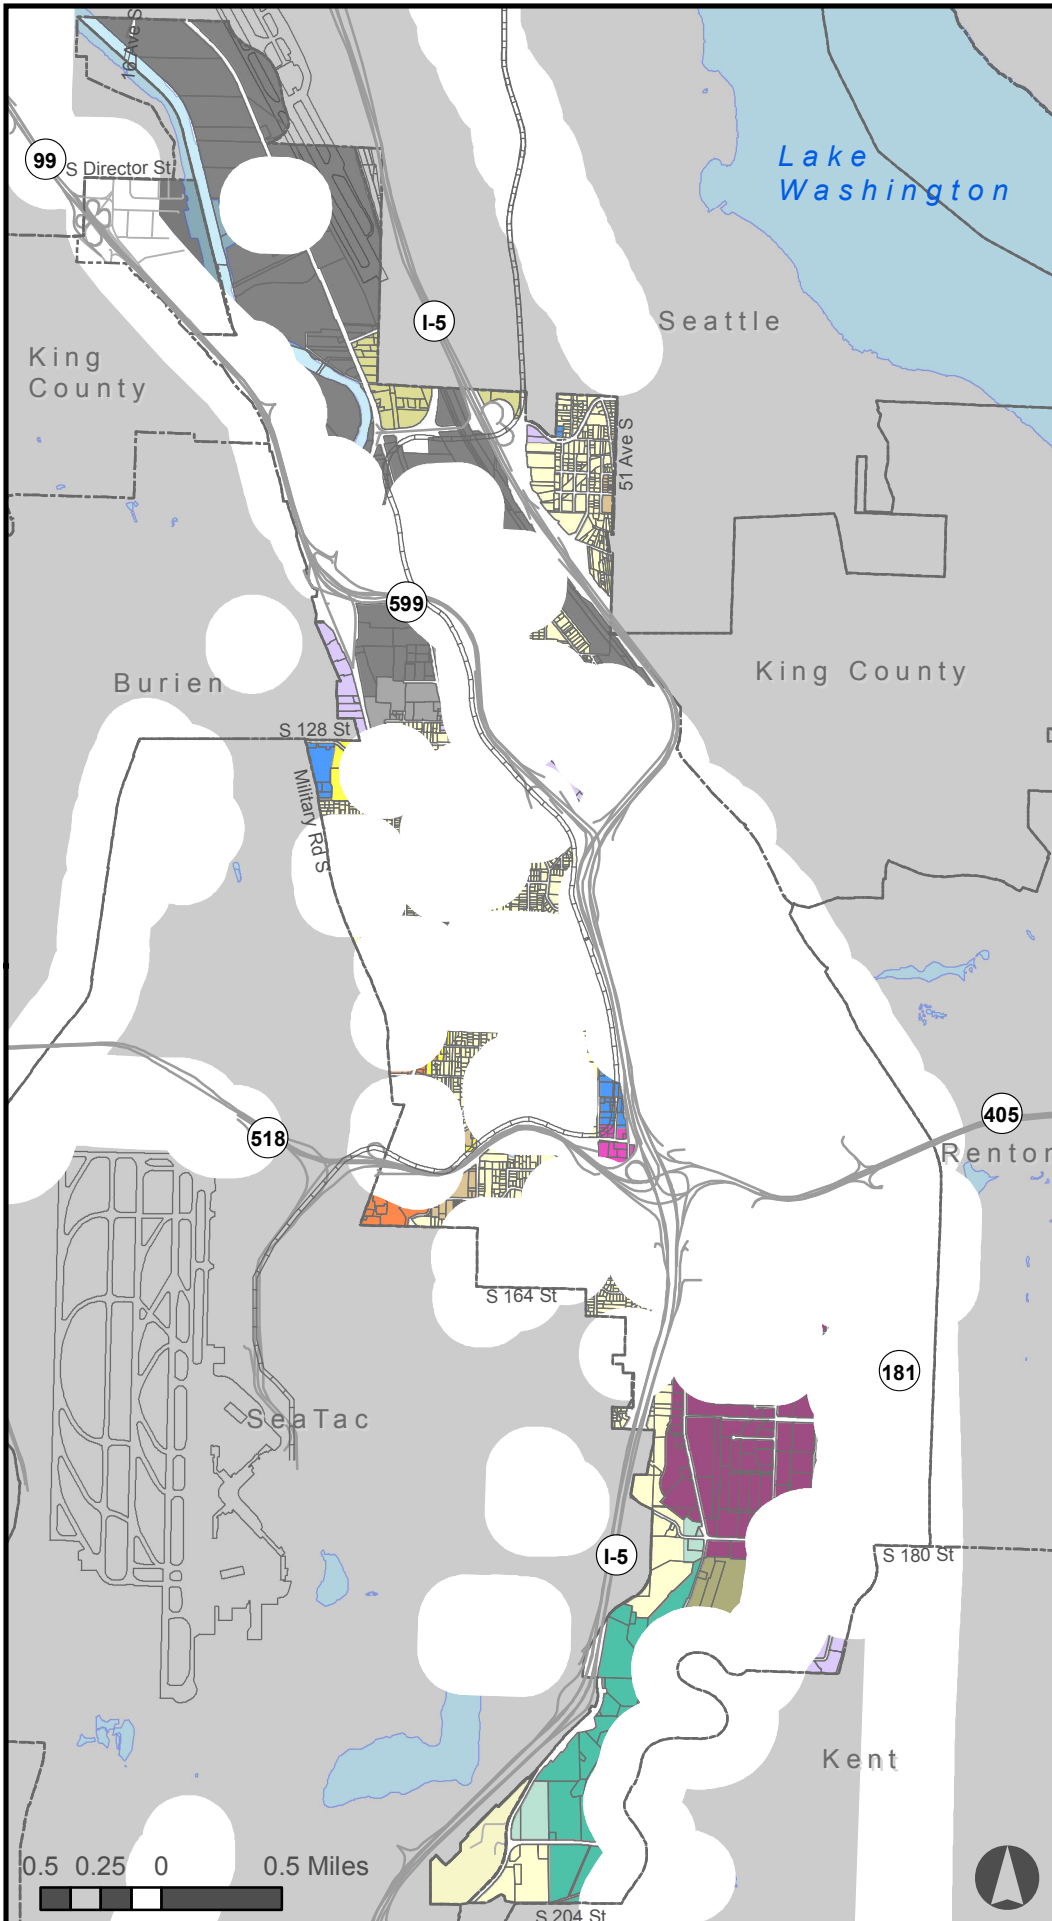 16 Ave S
99
S Director St
Lake
Washington
I-5
Seattle
King
County
51 Ave S
599
King County
Burien
S 128 St
Military Rd S
405
518
Renton
S 164 St
181
SeaTac
I-5
S 180 St
Kent
0.5 0.25 0 0.5 Miles
S 204 St